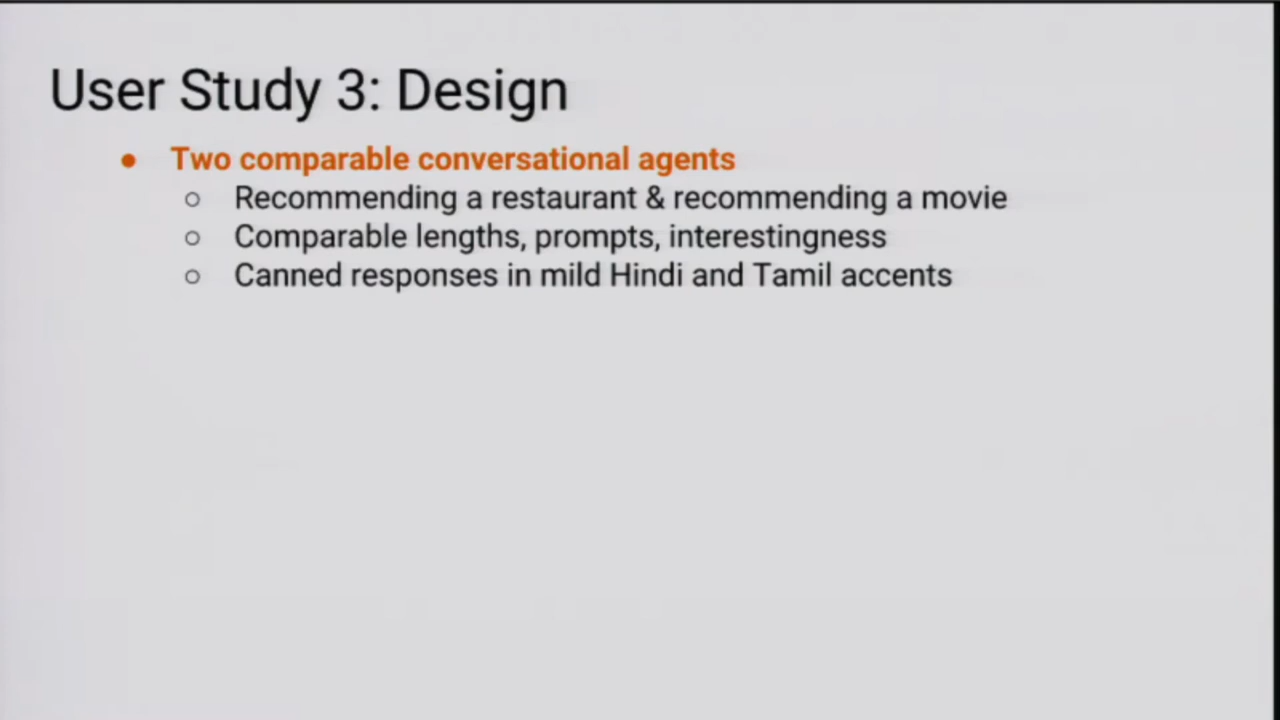 User Study 3: Design
● Two comparable conversational agents
○ Recommending a restaurant & recommending a movie
○ Comparable lengths, prompts, interestingness
○ Canned responses in mild Hindi and Tamil accents